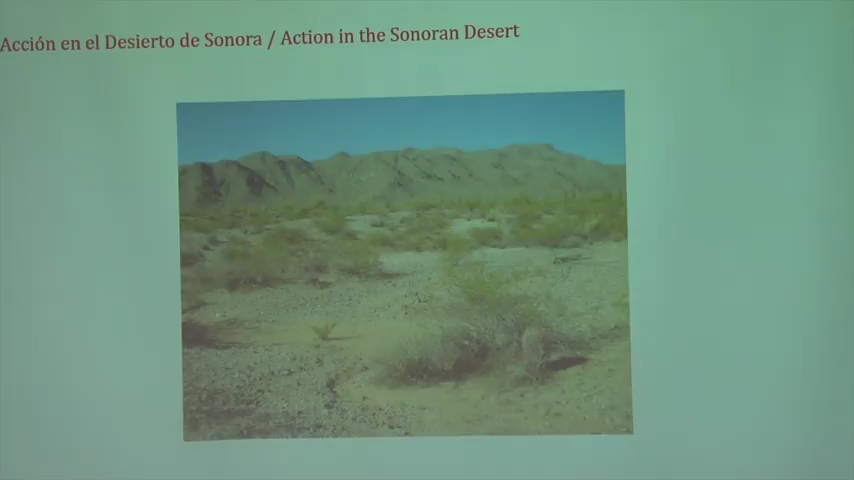 Acción en el Desierto de Sonora / Action in the Sonoran Desert